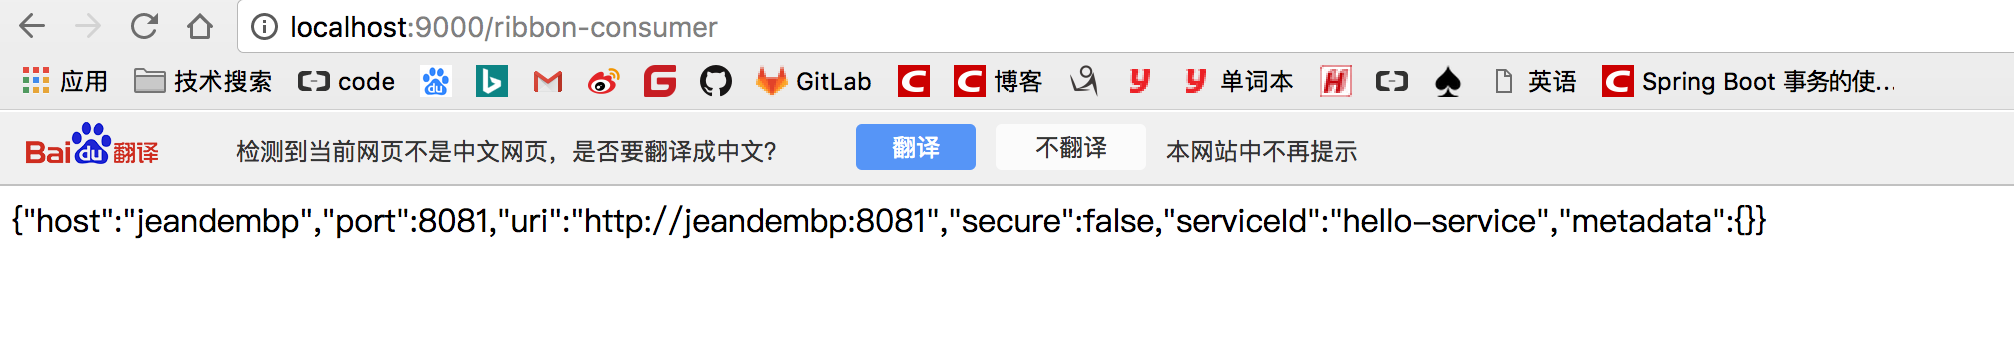 localhost:9000/ribbon-consumer
应用 技术搜索 code du b GitLab C C 博客 y y 单词本 H 英语 C Spring Boot 事务的使...
Bai du 翻译 检测到当前网页不是中文网页，是否要翻译成中文? 翻译 不翻译 本网站中不再提示
{"host":"jeandembp","port":8081,"uri":"http://jeandembp:8081","secure":false,"serviceId":"hello-service","metadata":{}}